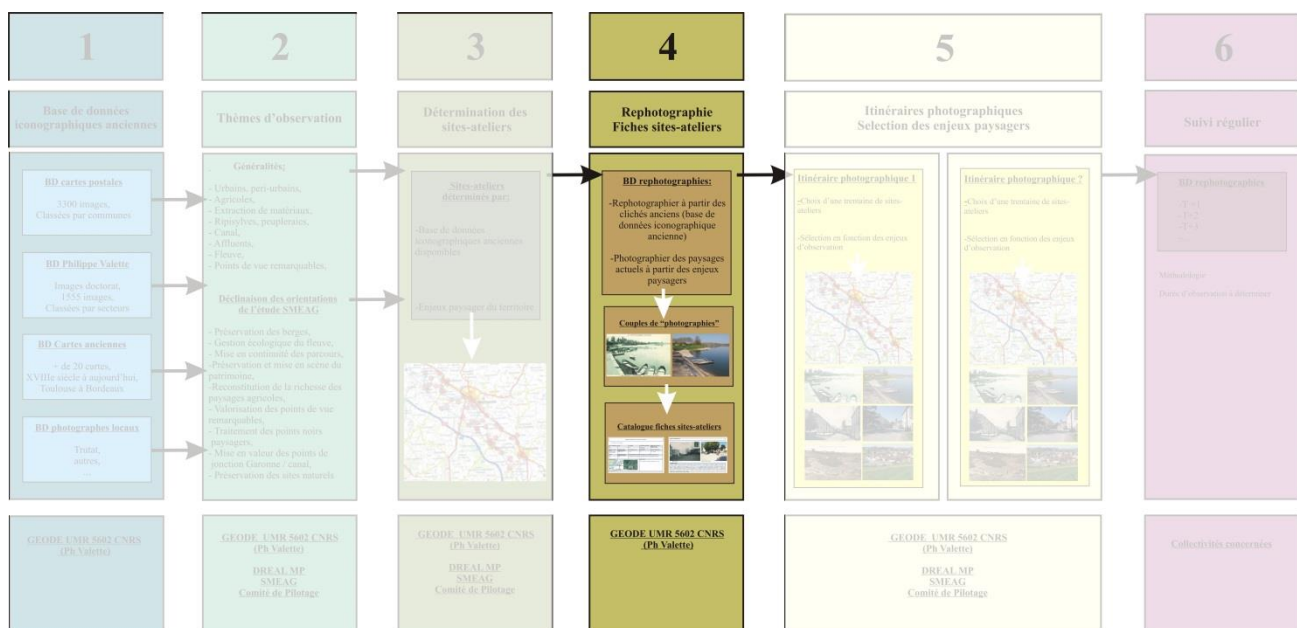 1
Base de données
iconographiques anciennes
BD cartes postales
3300 images,
Classées par communes
BD Philippe Valette
Images doctorat,
1555 images,
Classées par secteurs
BD Cartes anciennes
+ de 20 cartes,
XVIIIe siècle à aujourd'hui,
Toulouse à Bordeaux
BD photographes locaux
Trutat,
autres,
...
GEODE UMR 5602 CNRS
(Ph Valette)
2
Thèmes d'observation
Généralités;
- Urbains, peri-urbains,
- Agricoles,
- Extraction de matériaux,
- Ripisylves, peupleraies,
- Canal,
- Affluents,
- Fleuve,
- Points de vue remarquables,
Déclinaison des orientations
de l'étude SMEAG
- Préservation des berges,
- Gestion écologique du fleuve,
- Mise en continuité des parcours,
- Préservation et mise en scène du
patrimoine,
-Reconstitution de la richesse des
paysages agricoles,
- Valorisation des points de vue
remarquables,
- Traitement des points noirs
paysagers,
- Mise en valeur des points de
jonction Garonne / canal,
- Préservation des sites naturels
GEODE UMR 5602 CNRS
(Ph Valette)
DREAL MP
SMEAG
Comité de Pilotage
3
Détermination des
sites-ateliers
Sites-ateliers
déterminés par:
-Base de données
iconographiques anciennes
disponibles
-Enjeux paysages du territoire
GEODE UMR 5602 CNRS
(Ph Valette)
DREAL MP
SMEAG
Comité de Pilotage
4
Rephotographie
Fiches sites-ateliers
BD rephotographies:
-Rephotographier à partir des
clichés anciens (base de
données iconographique
ancienne)
-Photographier des paysages
actuels à partir des enjeux
paysagers
Couples de "photographies"
Catalogue fiches sites-ateliers
GEODE UMR 5602 CNRS
(Ph Valette)
5
Itinéraires photographiques
Selection des enjeux paysagers
Itinéraire photographique 1
-Choix d'une trentaine de sites-
ateliers
-Sélection en fonction des enjeux
d'observation
Itinéraire photographique ?
-Choix d'une trentaine de sites-
ateliers
-Sélection en fonction des enjeux
d'observation
GEODE UMR 5602 CNRS
(Ph Valette)
DREAL MP
SMEAG
Comité de Pilotage
6
Suivi régulier
BD rephotographies
-T+1
-T+2
-T+3
Méthodologie
Durée d'observation à déterminer
Collectivités concernées